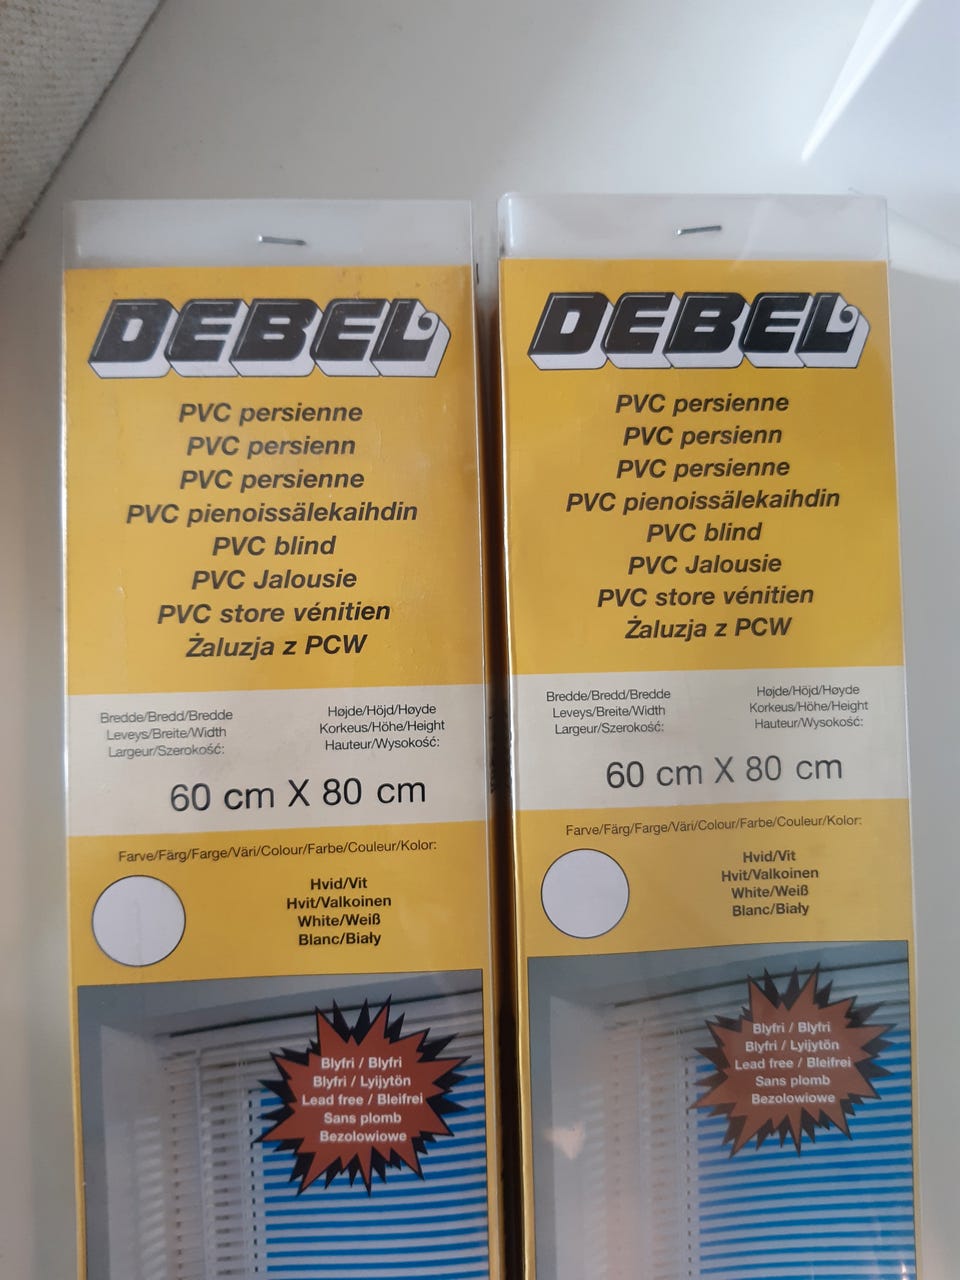 DEBEL
PVC persienne
PVC persienn
PVC persienne
PVC pienoissälekaihdin
PVC blind
PVC Jalousie
PVC store vénitien
Żaluzja z PCW
Bredde/Bredd/Bredde
Leveys/Breite/Width
Largeur/Szerokość:
Højde/Höjd/Høyde
Korkeus/Höhe/Height
Hauteur/Wysokość:
60 cm X 80 cm
Farve/Färg/Farge/Väri/Colour/Farbe/Couleur/Kolor:
Hvid/Vit
Hvit/Valkoinen
White/Weiß
Blanc/Biały
Blyfri / Blyfri
Blyfri / Lyijytön
Lead free / Bleifrei
Sans plomb
Bezolowiowe
DEBEL
PVC persienne
PVC persienn
PVC persienne
PVC pienoissälekaihdin
PVC blind
PVC Jalousie
PVC store vénitien
Żaluzja z PCW
Bredde/Bredd/Bredde
Leveys/Breite/Width
Largeur/Szerokość:
Højde/Höjd/Høyde
Korkeus/Höhe/Height
Hauteur/Wysokość:
60 cm X 80 cm
Farve/Färg/Farge/Väri/Colour/Farbe/Couleur/Kolor:
Hvid/Vit
Hvit/Valkoinen
White/Weiß
Blanc/Biały
Blyfri / Blyfri
Blyfri / Lyijytön
Lead free / Bleifrei
Sans plomb
Bezolowiowe